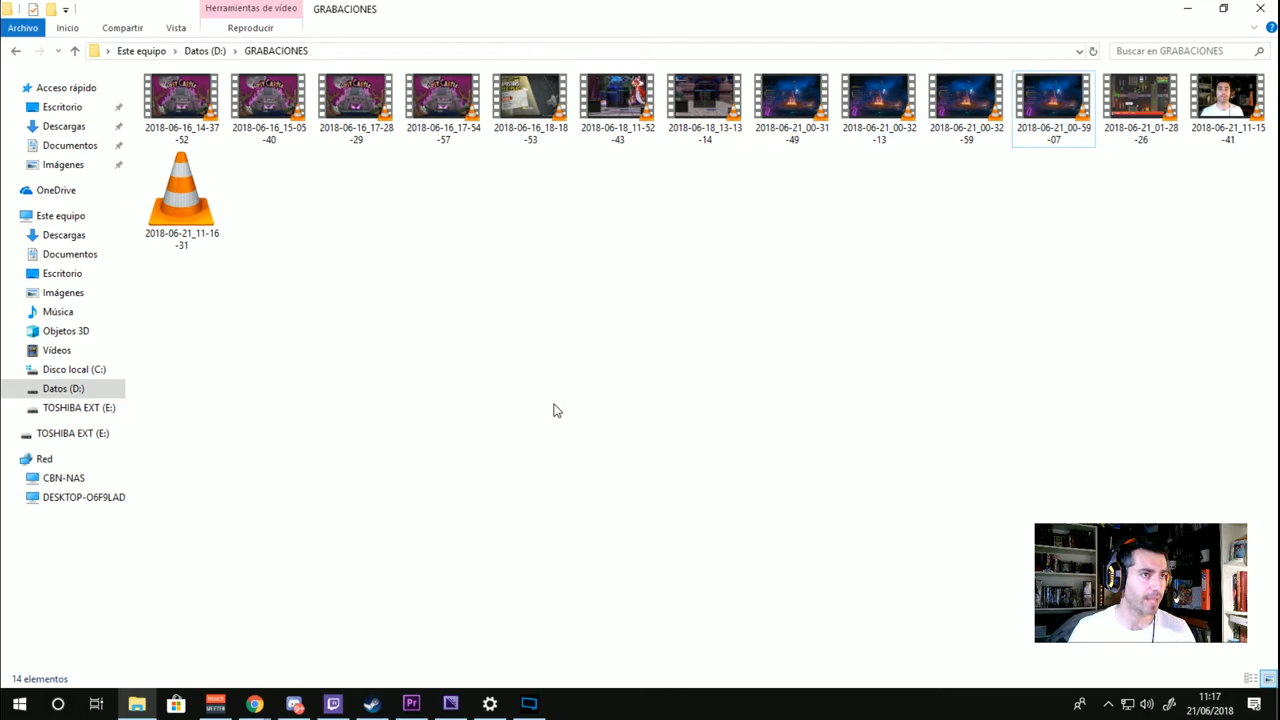 Herramientas de vídeo
GRABACIONES
Archivo
Inicio
Compartir
Vista
Reproducir
Este equipo > Datos (D:) > GRABACIONES
Buscar en GRABACIONES
Acceso rápido
Escritorio
Descargas
Documentos
Imágenes
OneDrive
Este equipo
Descargas
Documentos
Escritorio
Imágenes
Música
Objetos 3D
Vídeos
Disco local (C:)
Datos (D:)
TOSHIBA EXT (E:)
TOSHIBA EXT (E:)
Red
CBN-NAS
DESKTOP-O6F9LAD
2018-06-16_14-37
-52
2018-06-16_15-05
-40
2018-06-16_17-28
-29
2018-06-16_17-54
-57
2018-06-16_18-18
-53
2018-06-18_11-52
-43
2018-06-18_13-13
-14
2018-06-21_00-31
-49
2018-06-21_00-32
-13
2018-06-21_00-32
-59
2018-06-21_00-59
-07
2018-06-21_01-28
-26
2018-06-21_11-15
-41
2018-06-21_11-16
-31
14 elementos
VOICE
MEETER
Pr
11:17
21/06/2018